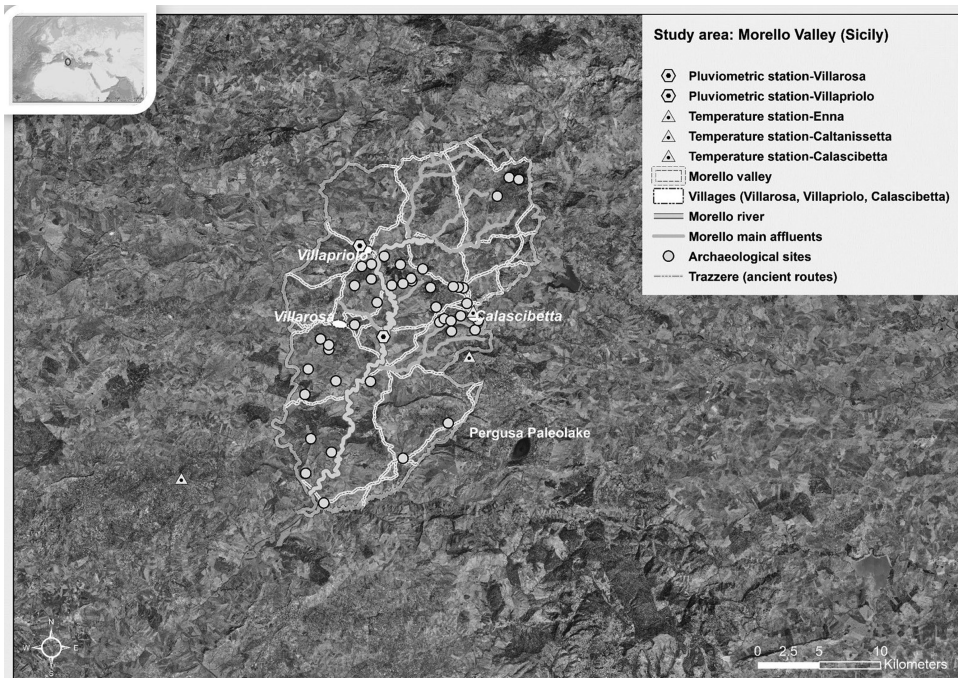 Study area: Morello Valley (Sicily)
Pluviometric station-Villarosa
Pluviometric station-Villapriolo
Temperature station-Enna
Temperature station-Caltanissetta
Temperature station-Calascibetta
Morello valley
Villages (Villarosa, Villapriolo, Calascibetta)
Morello river
Morello main affluents
Archaeological sites
Trazzere (ancient routes)
Villapriolo
Villarosa
Calascibetta
Pergusa Paleolake
N
W E
S
0 2.5 5 10
Kilometers